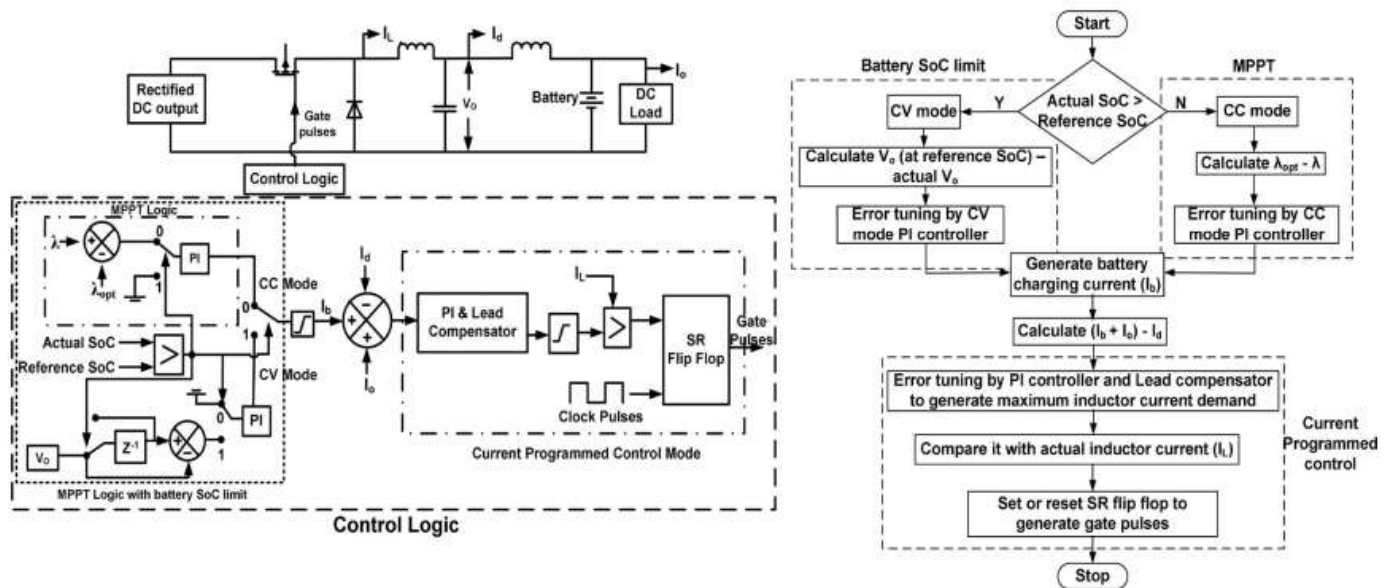 Rectified
DC output
Gate
pulses
I_L
I_d
V_o
Battery
DC
Load
I_o
Control Logic
MPPT Logic
λ
λ_opt
0
1
PI
CC Mode
0
1
CV Mode
Actual SoC
Reference SoC
>
PI
0
1
V_o
Z⁻¹
MPPT Logic with battery SoC limit
I_b
I_d
I_o
PI & Lead
Compensator
I_L
>
Clock Pulses
SR
Flip Flop
Gate
Pulses
Current Programmed Control Mode
Control Logic
Start
Battery SoC limit
MPPT
Actual SoC >
Reference SoC
Y
N
CV mode
CC mode
Calculate V_o (at reference SoC) –
actual V_o
Calculate λ_opt - λ
Error tuning by CV
mode PI controller
Error tuning by CC
mode PI controller
Generate battery
charging current (I_b)
Calculate (I_b + I_o) - I_d
Error tuning by PI controller and Lead compensator
to generate maximum inductor current demand
Compare it with actual inductor current (I_L)
Set or reset SR flip flop to
generate gate pulses
Current
Programmed
control
Stop